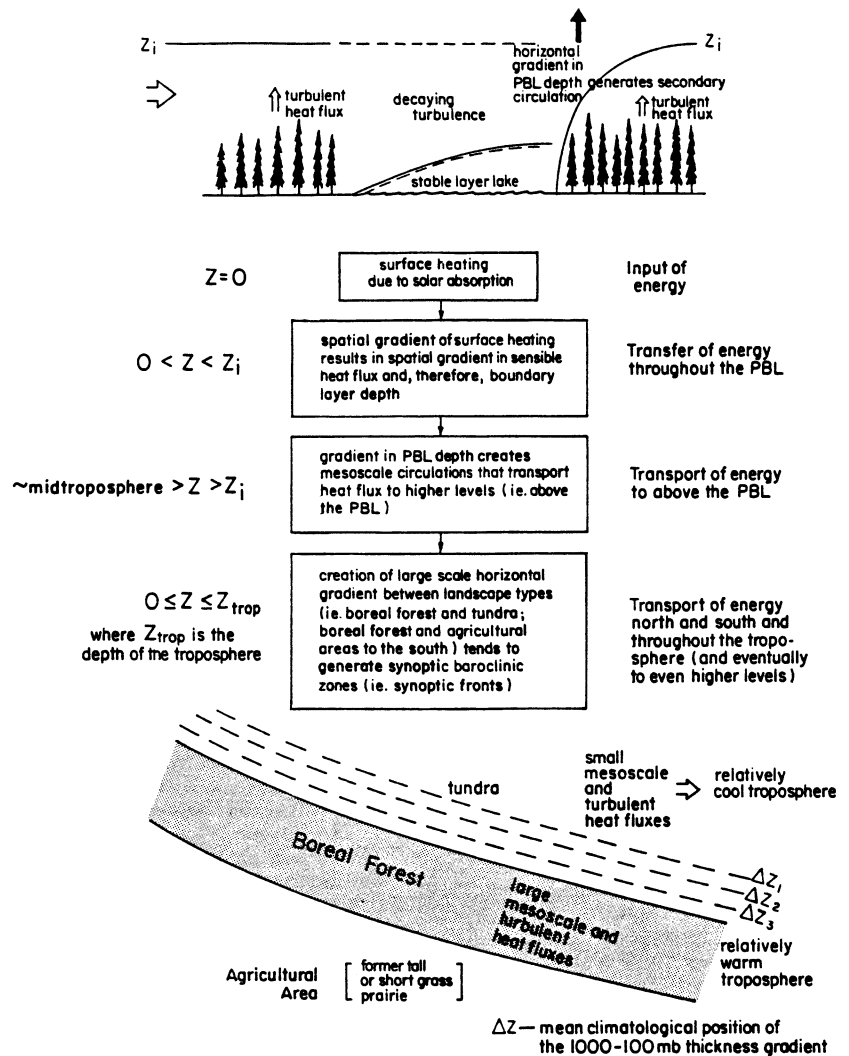 Zi
Zi
horizontal
gradient in
PBL depth generates secondary
circulation
turbulent
heat flux
decaying
turbulence
turbulent
heat flux
stable layer lake
Z=0
surface heating
due to solar absorption
Input of
energy
0 < Z < Zi
spatial gradient of surface heating
results in spatial gradient in sensible
heat flux and, therefore, boundary
layer depth
Transfer of energy
throughout the PBL
~midtroposphere > Z > Zi
gradient in PBL depth creates
mesoscale circulations that transport
heat flux to higher levels (ie. above
the PBL)
Transport of energy
to above the PBL
0 ≤ Z ≤ Ztrop
where Ztrop is the
depth of the troposphere
creation of large scale horizontal
gradient between landscape types
(ie. boreal forest and tundra;
boreal forest and agricultural
areas to the south) tends to
generate synoptic baroclinic
zones (ie. synoptic fronts)
Transport of energy
north and south and
throughout the tropo-
sphere (and eventually
to even higher levels)
tundra
small
mesoscale
and
turbulent
heat fluxes
relatively
cool troposphere
ΔZ1
ΔZ2
ΔZ3
Boreal Forest
large
mesoscale and
turbulent
heat fluxes
relatively
warm
troposphere
Agricultural
Area
former tall
or short grass
prairie
ΔZ — mean climatological position of
the 1000-100mb thickness gradient